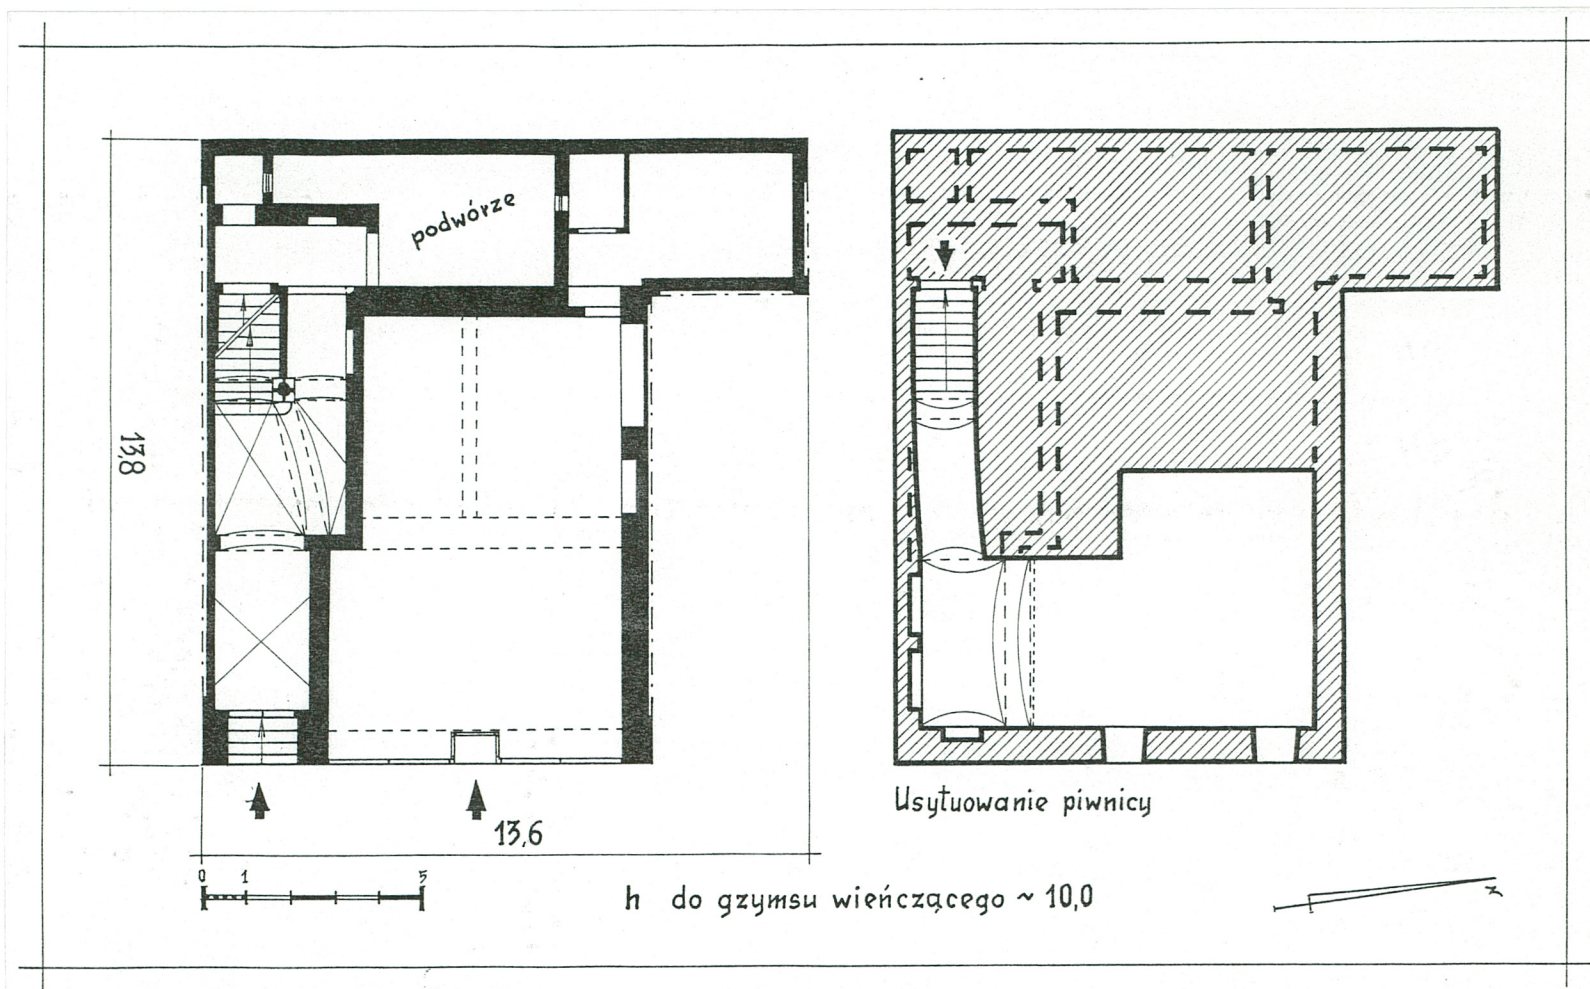 podwórze
13,8
13,6
Usytuowanie piwnicy
0 1 5
h do gzymsu wieńczącego ~ 10,0
N